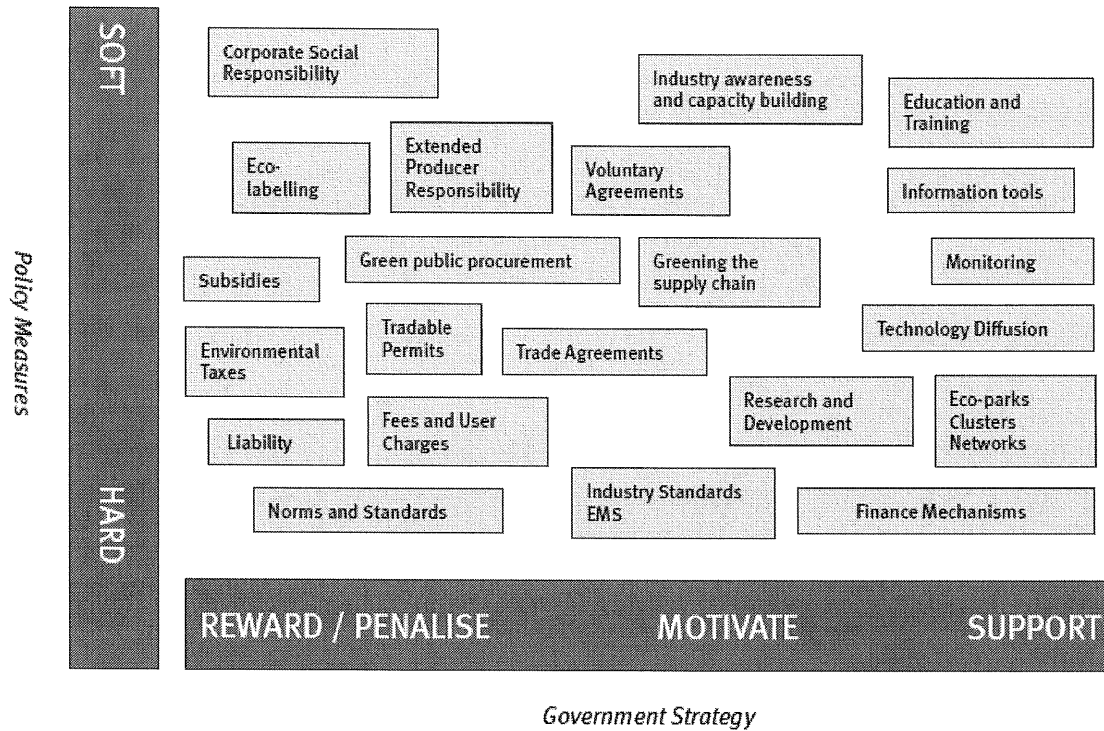 SOFT
Corporate Social
Responsibility
Industry awareness
and capacity building
Education and
Training
Eco-
labelling
Extended
Producer
Responsibility
Voluntary
Agreements
Information tools
Policy Measures
Subsidies
Green public procurement
Greening the
supply chain
Monitoring
Environmental
Taxes
Tradable
Permits
Trade Agreements
Technology Diffusion
Liability
Fees and User
Charges
Research and
Development
Eco-parks
Clusters
Networks
HARD
Norms and Standards
Industry Standards
EMS
Finance Mechanisms
REWARD / PENALISE
MOTIVATE
SUPPORT
Government Strategy